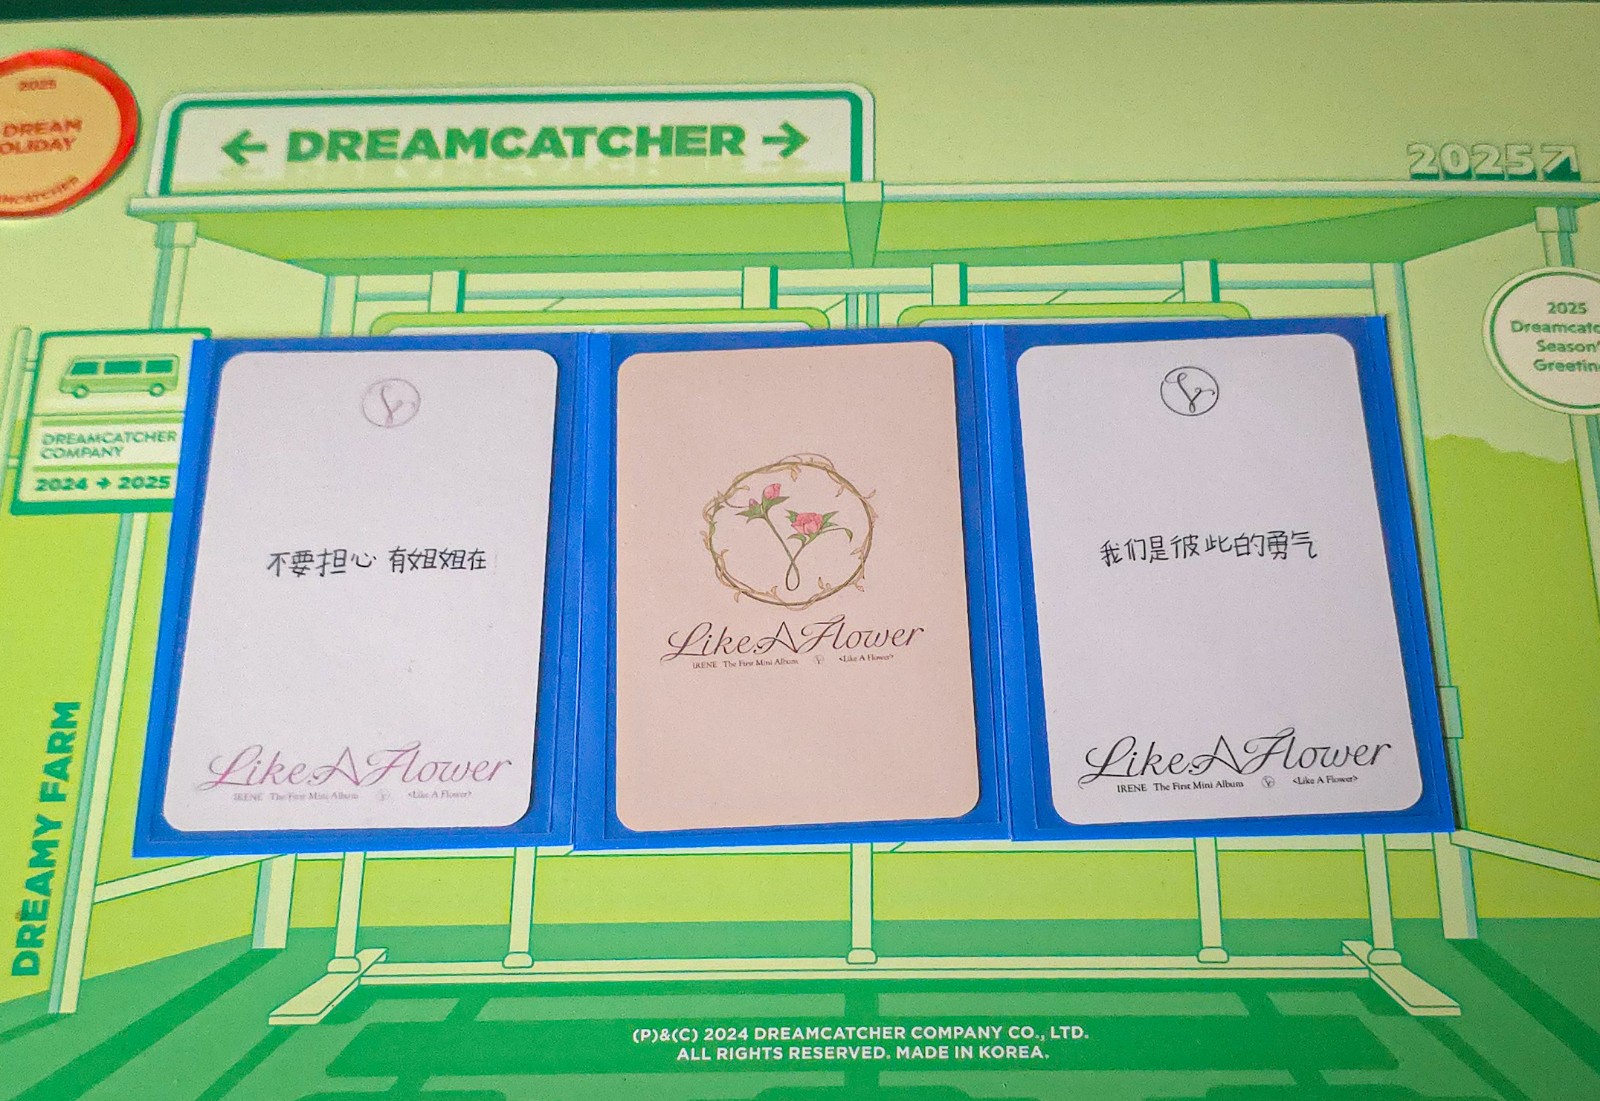 2025
DREAM
OLIDAY
MCATCHER
← DREAMCATCHER →
2025↗
2025
Dreamcatc
Season'
Greetin
DREAMCATCHER
COMPANY
2024 → 2025
DREAMY FARM
不要担心 有姐姐在
Like A Flower
IRENE The First Mini Album <Like A Flower>
Like A Flower
IRENE The First Mini Album <Like A Flower>
我们是彼此的勇气
Like A Flower
IRENE The First Mini Album <Like A Flower>
(P)&(C) 2024 DREAMCATCHER COMPANY CO., LTD.
ALL RIGHTS RESERVED. MADE IN KOREA.